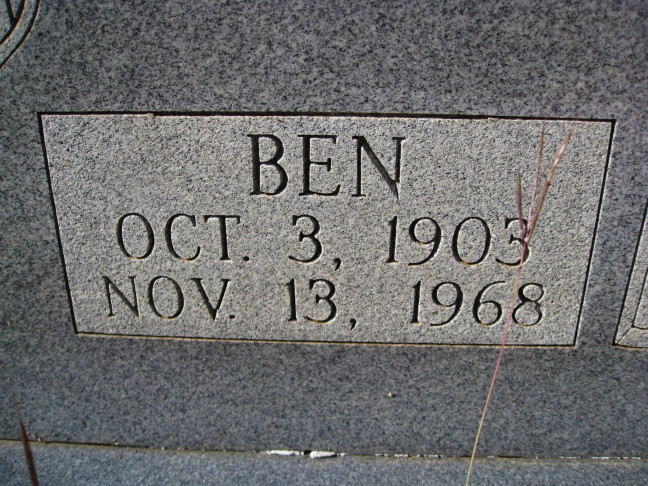 BEN
OCT. 3, 1903
NOV. 13, 1968